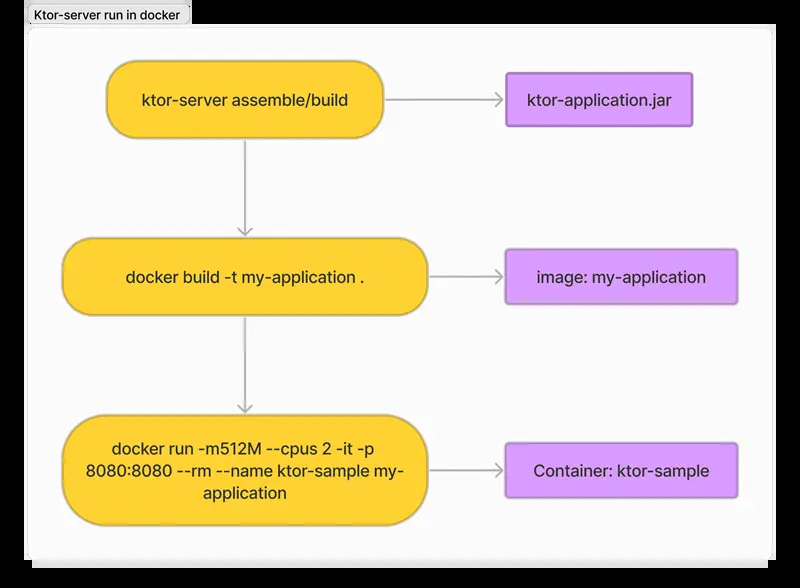 Ktor-server run in docker
ktor-server assemble/build
ktor-application.jar
docker build -t my-application .
image: my-application
docker run -m512M --cpus 2 -it -p
8080:8080 --rm --name ktor-sample my-
application
Container: ktor-sample